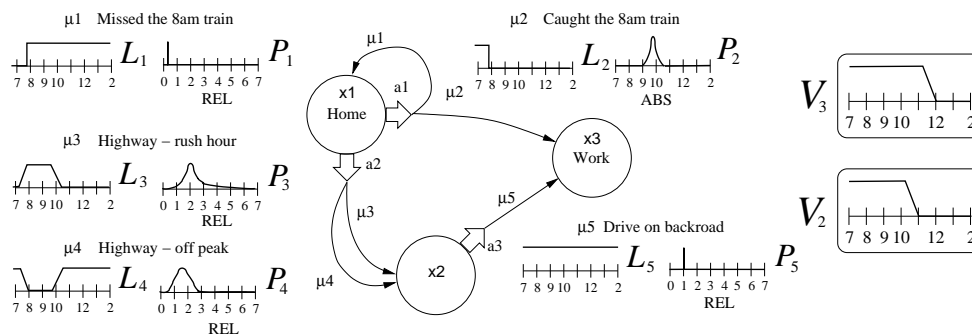 μ1 Missed the 8am train
L1
P1
7 8 9 10 12 2
0 1 2 3 4 5 6 7
REL
μ3 Highway – rush hour
L3
P3
7 8 9 10 12 2
0 1 2 3 4 5 6 7
REL
μ4 Highway – off peak
L4
P4
7 8 9 10 12 2
0 1 2 3 4 5 6 7
REL
μ1
x1
Home
a1
μ2
a2
μ3
μ4
x2
a3
μ5
x3
Work
μ2 Caught the 8am train
L2
P2
7 8 9 10 12 2
7 8 9 10 12 2
ABS
μ5 Drive on backroad
L5
P5
7 8 9 10 12 2
0 1 2 3 4 5 6 7
REL
V3
7 8 9 10 12 2
V2
7 8 9 10 12 2